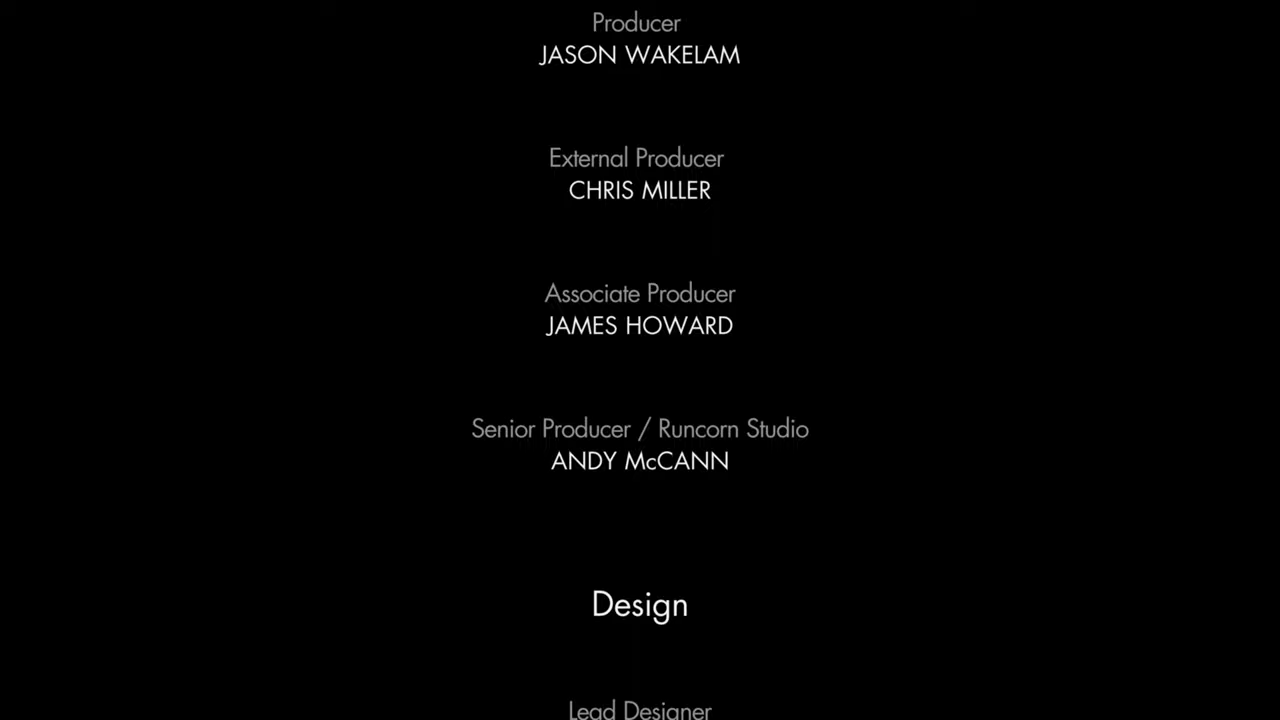 Producer
JASON WAKELAM
External Producer
CHRIS MILLER
Associate Producer
JAMES HOWARD
Senior Producer / Runcorn Studio
ANDY McCANN
Design
Lead Designer